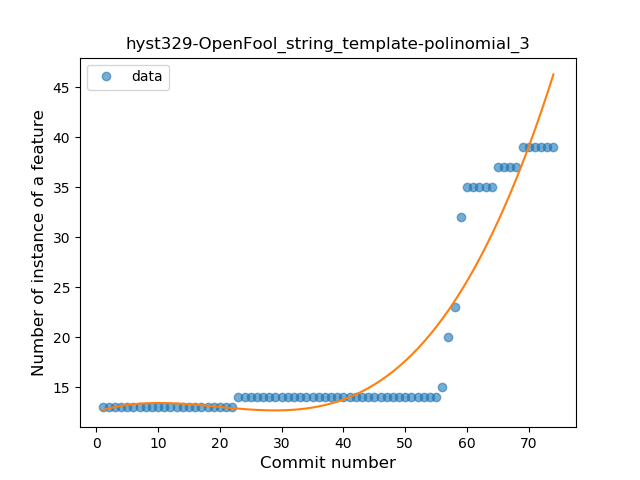 hyst329-OpenFool_string_template-polinomial_3
data
Number of instance of a feature
45
40
35
30
25
20
15
0 10 20 30 40 50 60 70
Commit number